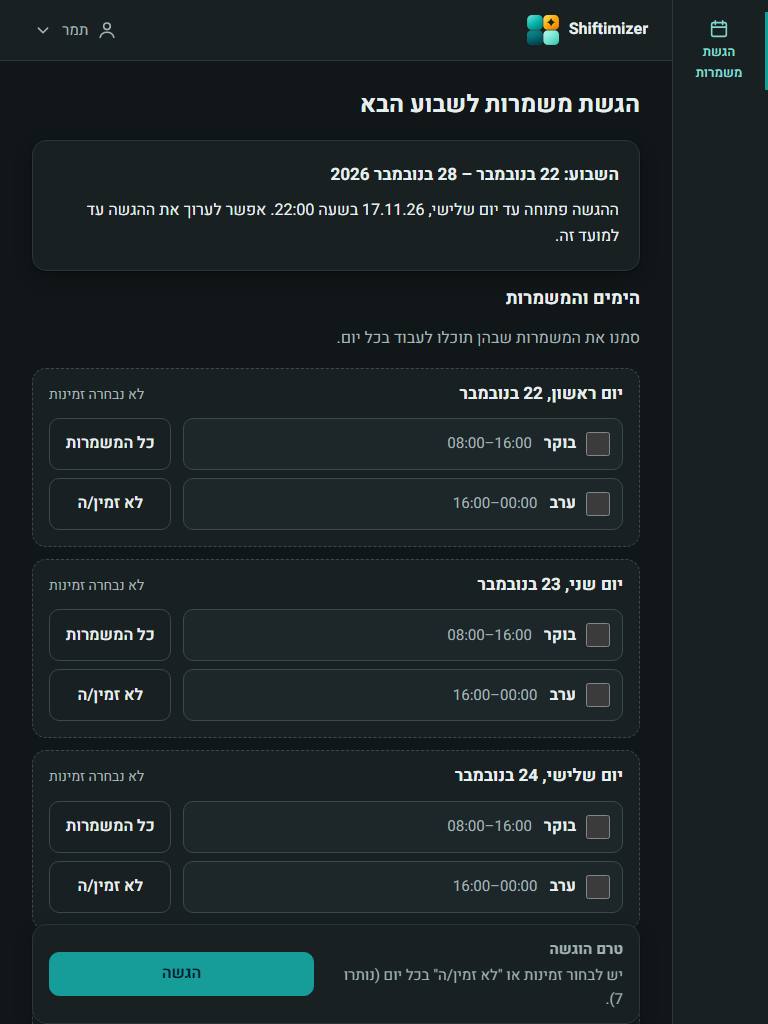 Shiftimizer
תמר
הגשת
משמרות
הגשת משמרות לשבוע הבא
השבוע: 22 בנובמבר – 28 בנובמבר 2026
ההגשה פתוחה עד יום שלישי, 17.11.26 בשעה 22:00. אפשר לערוך את ההגשה עד
למועד זה.
הימים והמשמרות
סמנו את המשמרות שבהן תוכלו לעבוד בכל יום.
יום ראשון, 22 בנובמבר
לא נבחרה זמינות
בוקר 08:00–16:00
כל המשמרות
ערב 16:00–00:00
לא זמין/ה
יום שני, 23 בנובמבר
לא נבחרה זמינות
בוקר 08:00–16:00
כל המשמרות
ערב 16:00–00:00
לא זמין/ה
יום שלישי, 24 בנובמבר
לא נבחרה זמינות
בוקר 08:00–16:00
כל המשמרות
ערב 16:00–00:00
לא זמין/ה
טרם הוגשה
יש לבחור זמינות או "לא זמין/ה" בכל יום (נותרו
7).
הגשה